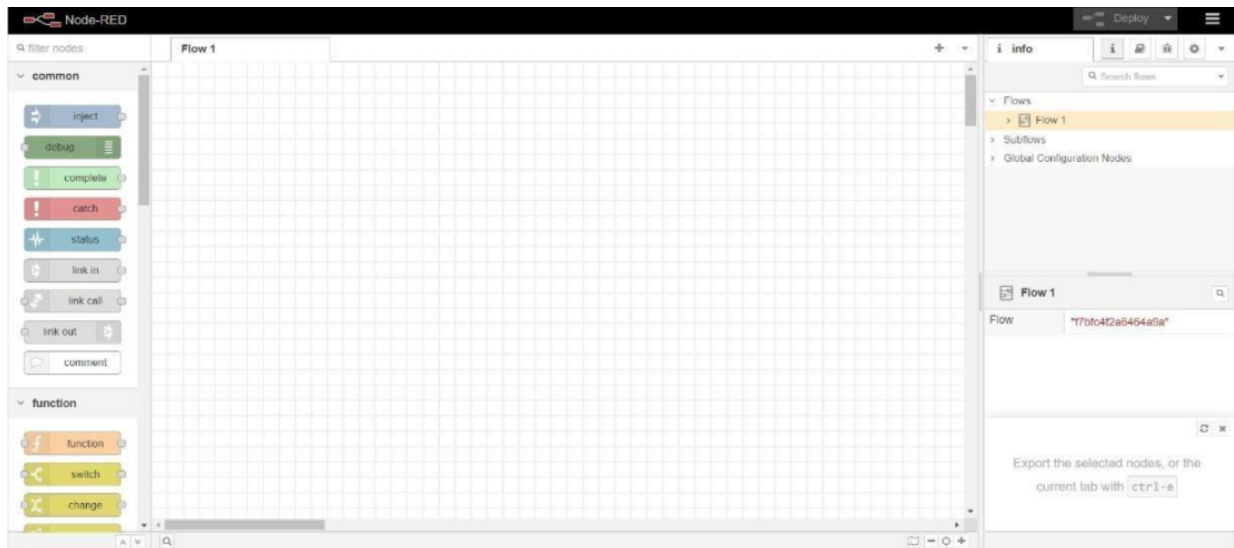 Node-RED
Deploy
filter nodes
Flow 1
i info
i
Search flows
common
inject
debug
complete
catch
status
link in
link call
link out
comment
function
f function
switch
change
Flows
Flow 1
Subflows
Global Configuration Nodes
Flow 1
Flow
Export the selected nodes, or the
current tab with ctrl-e